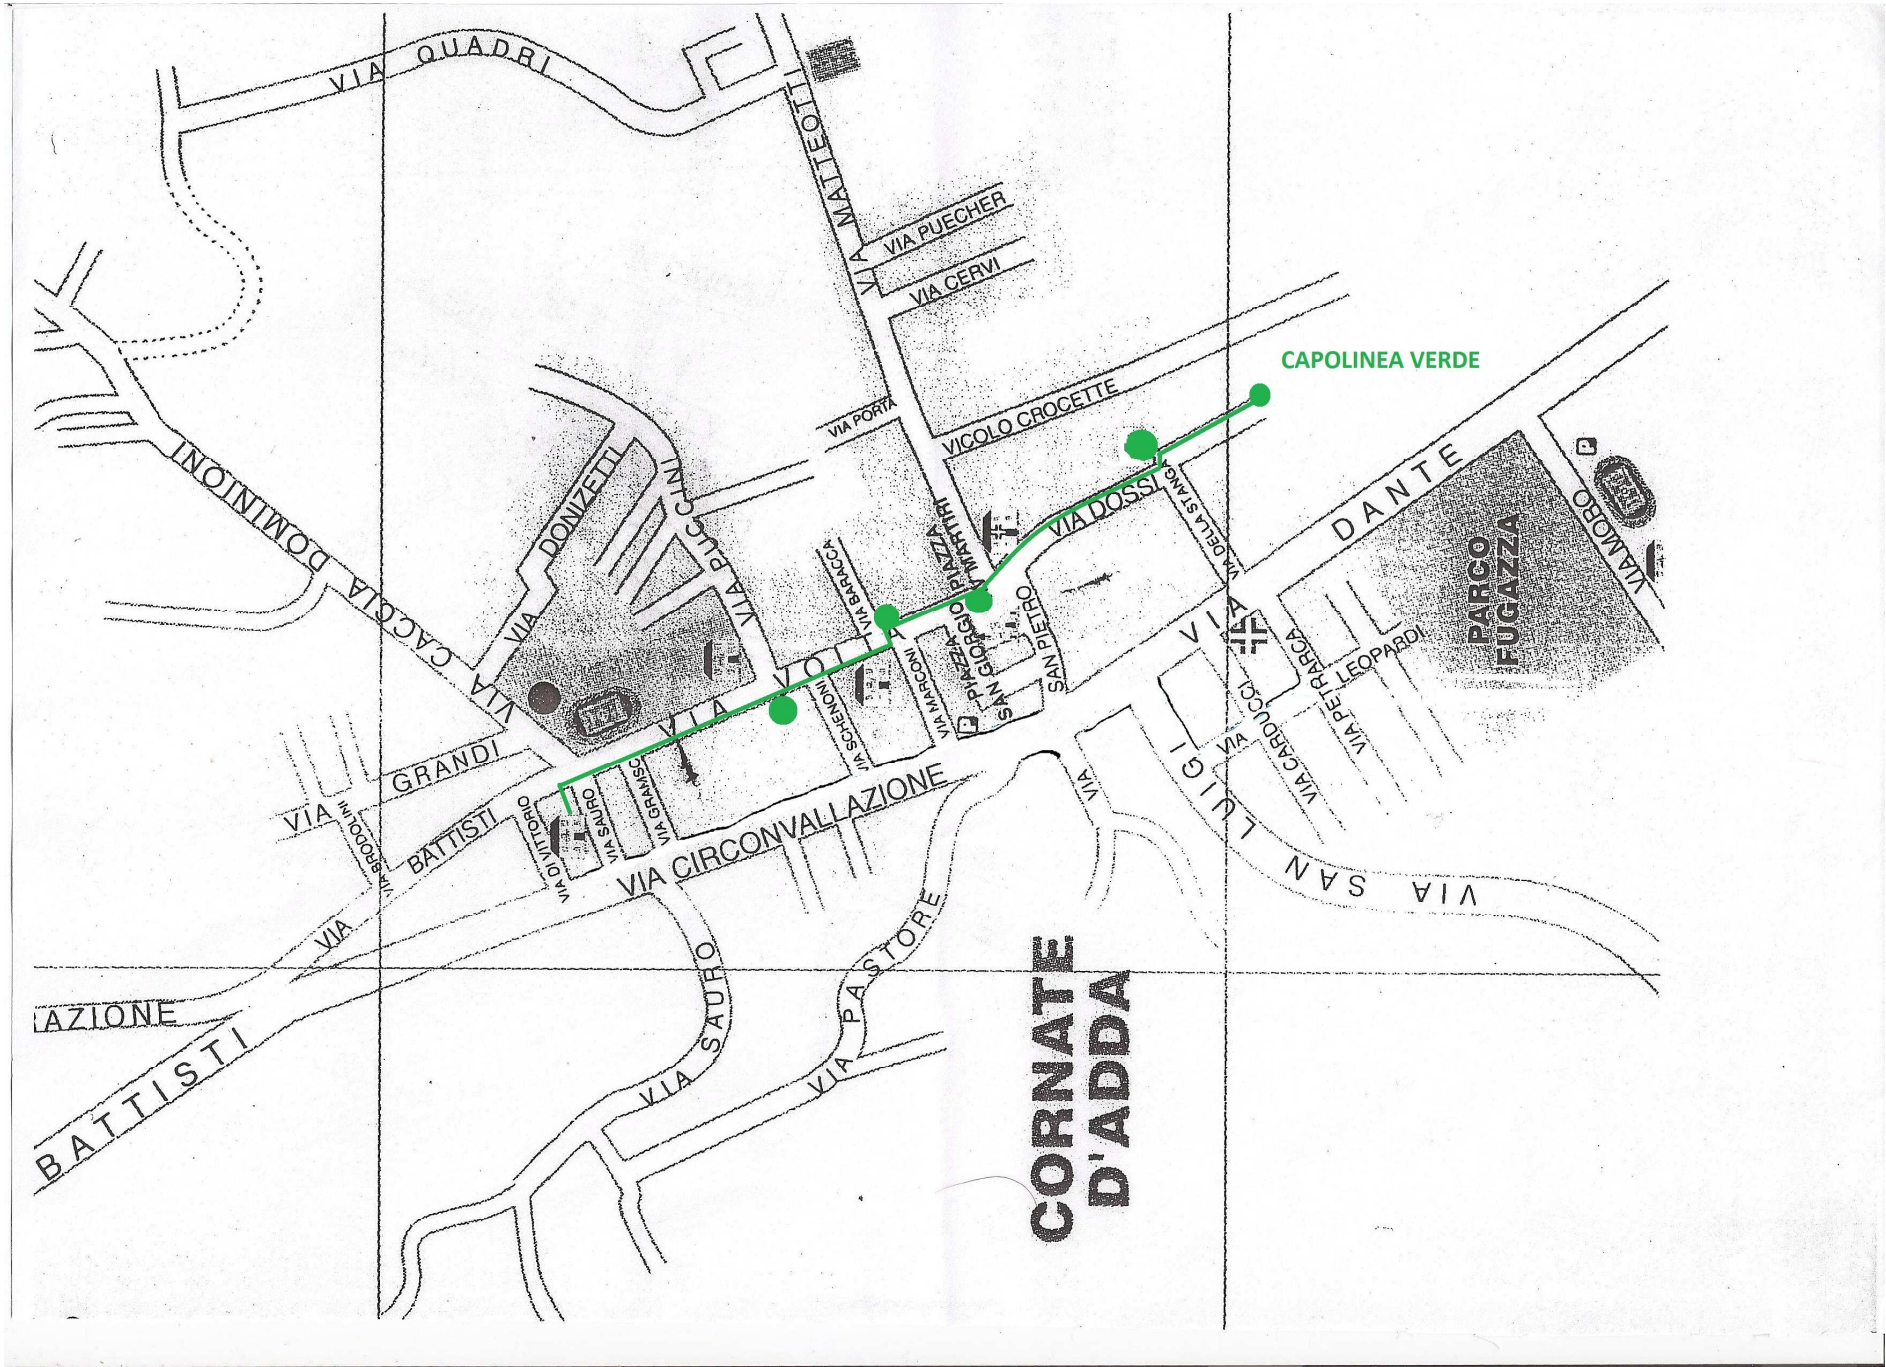 VIA QUADRI
VIA MATTEOTTI
VIA PUECHER
VIA CERVI
CAPOLINEA VERDE
VICOLO CROCETTE
VIA PORTA
VIA CACCIA DOMINIONI
VIA DONIZETTI
VIA PUCCINI
VIA DOSSI
VIA DELLA STANGA
VIA DANTE
PARCO
FUGAZZA
VIA MORO
P
PIAZZA
V MARTIRI
VIA BARACCA
VIA VOLTA
PIAZZA
SAN GIORGIO
SAN PIETRO
VIA MARCONI
VIA SCHENONI
P
VIA LEOPARDI
VIA PETRARCA
VIA CARDUCCI
VIA GRANDI
VIA BRODOLINI
VIA BATTISTI
VIA DI VITTORIO
VIA SAURO
VIA GRAMSCI
VIA CIRCONVALLAZIONE
VIA
VIA SAN LUIGI
VIA SAURO
VIA PASTORE
IAZIONE
BATTISTI
CORNATE
D'ADDA